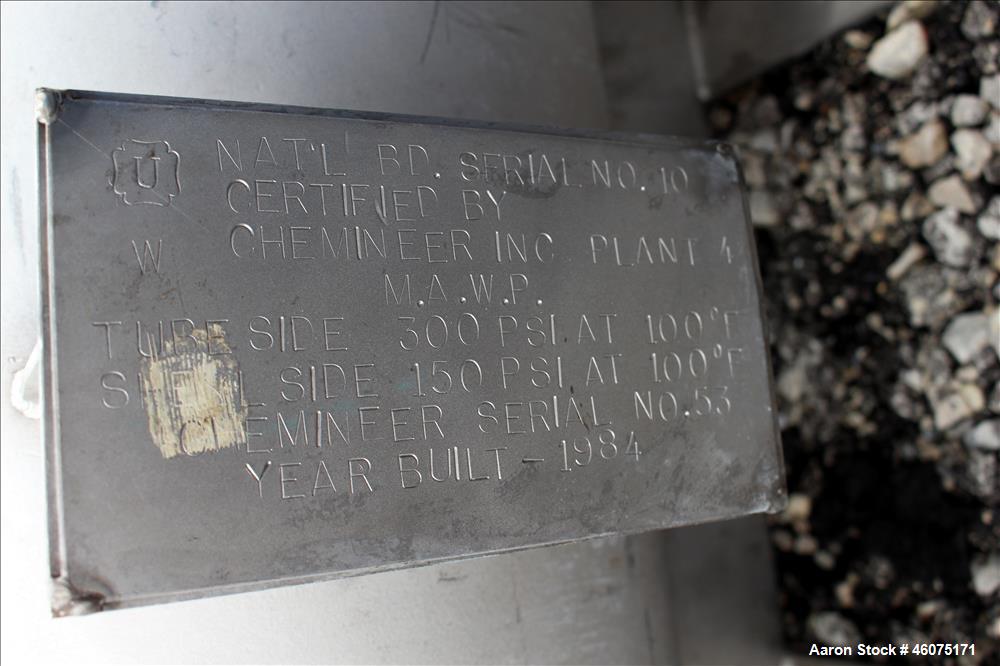 U
NAT'L BD. SERIAL NO. 10
CERTIFIED BY
W CHEMINEER INC. PLANT 4
M.A.W.P.
TUBE SIDE 300 PSI AT 100°F
SHELL SIDE 150 PSI AT 100°F
CHEMINEER SERIAL NO.53
YEAR BUILT - 1984
Aaron Stock # 46075171